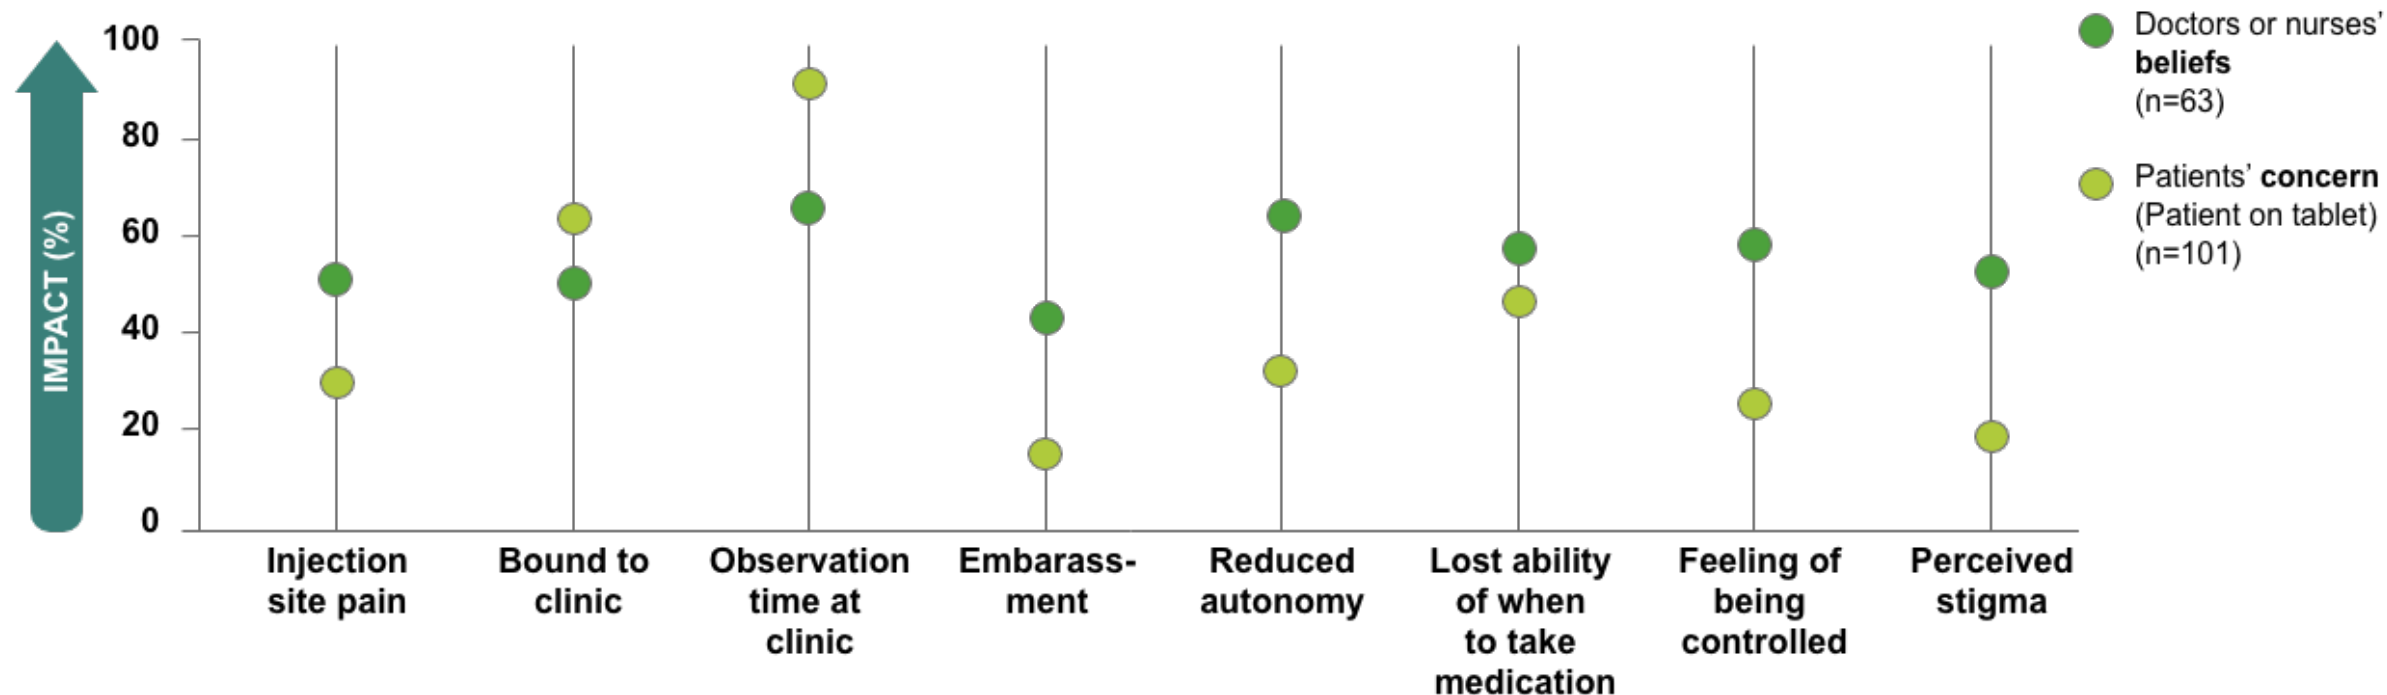 IMPACT (%)
100
80
60
40
20
0
Injection
site pain
Bound to
clinic
Observation
time at
clinic
Embarass-
ment
Reduced
autonomy
Lost ability
of when
to take
medication
Feeling of
being
controlled
Perceived
stigma
Doctors or nurses’
beliefs
(n=63)
Patients’ concern
(Patient on tablet)
(n=101)